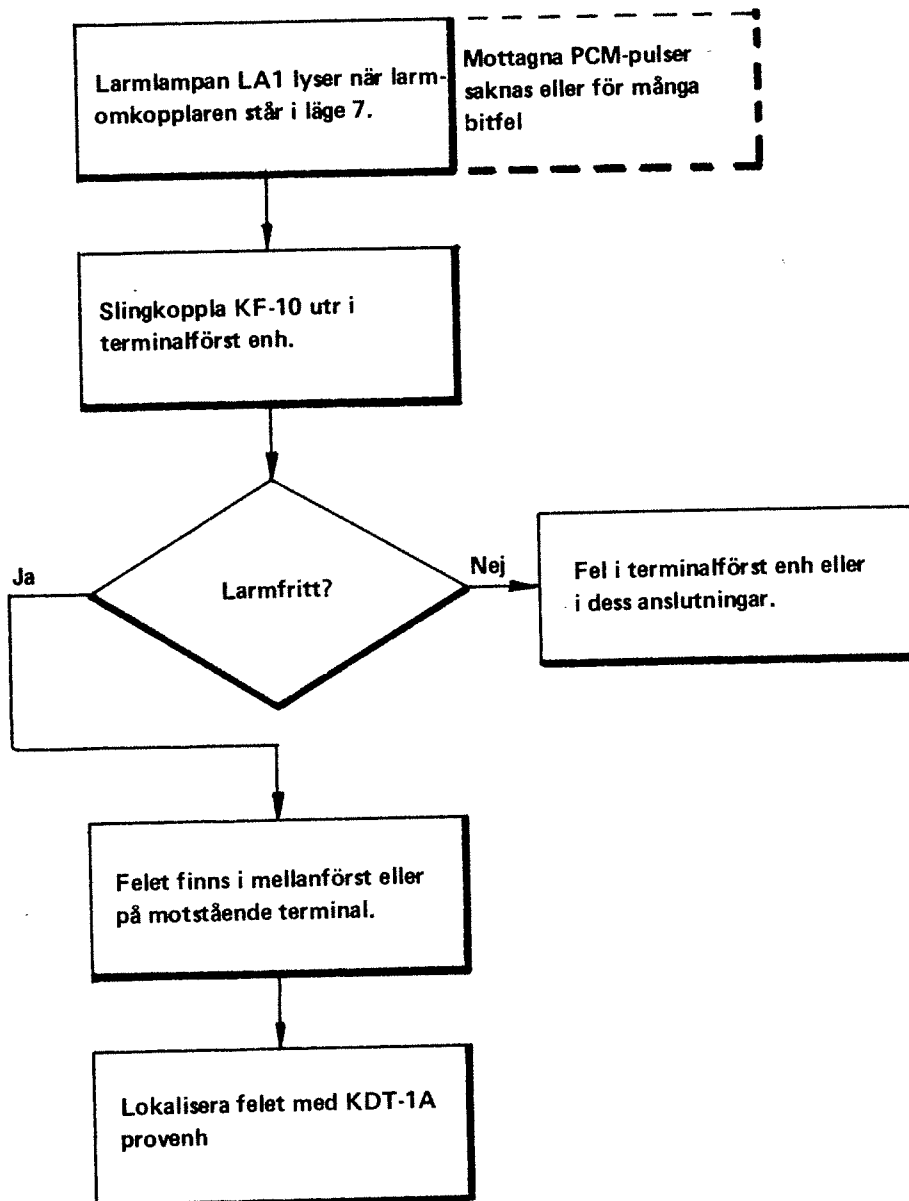 Larmlampan LA1 lyser när larm-
omkopplaren står i läge 7.
Mottagna PCM-pulser
saknas eller för många
bitfel
Slingkoppla KF-10 utr i
terminalförst enh.
Larmfritt?
Ja
Nej
Fel i terminalförst enh eller
i dess anslutningar.
Felet finns i mellanförst eller
på motstående terminal.
Lokalisera felet med KDT-1A
provenh